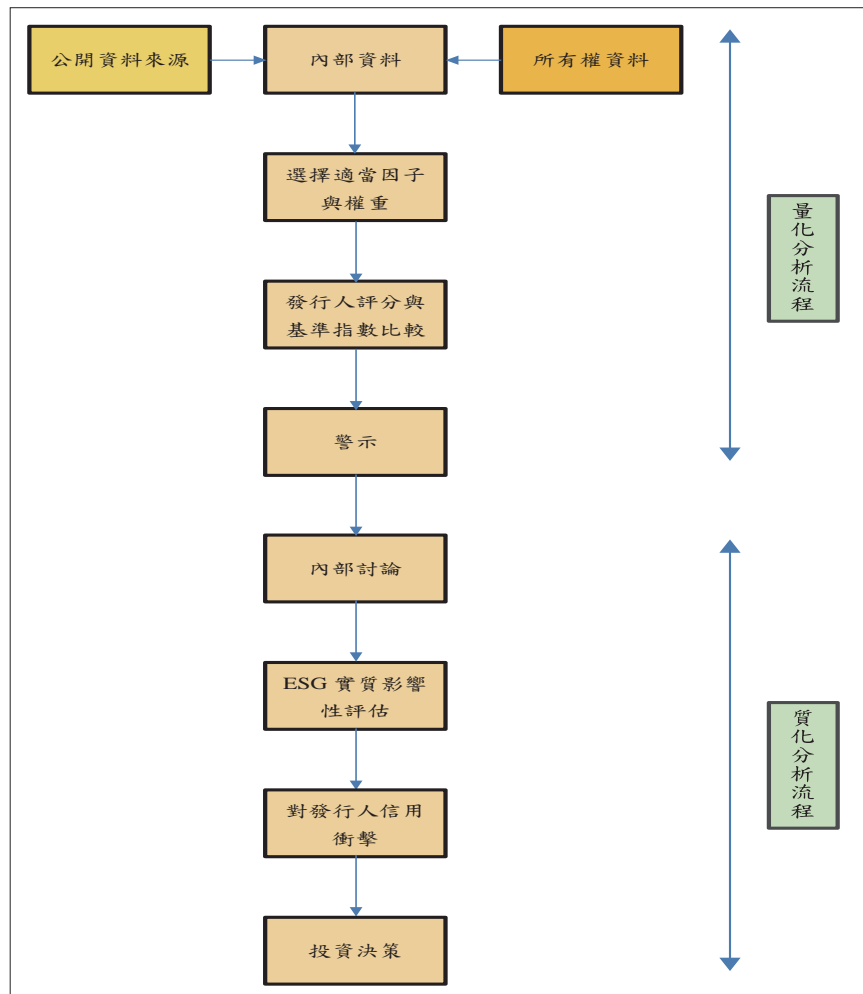 公開資料來源
內部資料
所有權資料
選擇適當因子
與權重
發行人評分與
基準指數比較
警示
內部討論
ESG 實質影響
性評估
對發行人信用
衝擊
投資決策
量化分析流程
質化分析流程